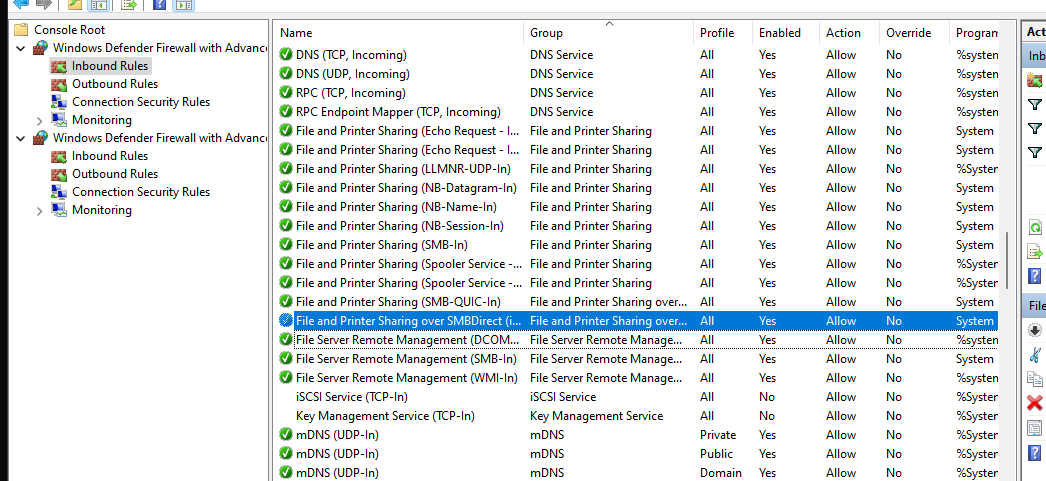 Console Root
Windows Defender Firewall with Advanc
Inbound Rules
Outbound Rules
Connection Security Rules
Monitoring
Windows Defender Firewall with Advanc
Inbound Rules
Outbound Rules
Connection Security Rules
Monitoring
Name Group Profile Enabled Action Override Program
DNS (TCP, Incoming) DNS Service All Yes Allow No %system
DNS (UDP, Incoming) DNS Service All Yes Allow No %system
RPC (TCP, Incoming) DNS Service All Yes Allow No %system
RPC Endpoint Mapper (TCP, Incoming) DNS Service All Yes Allow No %system
File and Printer Sharing (Echo Request - I... File and Printer Sharing All Yes Allow No System
File and Printer Sharing (Echo Request - I... File and Printer Sharing All Yes Allow No System
File and Printer Sharing (LLMNR-UDP-In) File and Printer Sharing All Yes Allow No %System
File and Printer Sharing (NB-Datagram-In) File and Printer Sharing All Yes Allow No System
File and Printer Sharing (NB-Name-In) File and Printer Sharing All Yes Allow No System
File and Printer Sharing (NB-Session-In) File and Printer Sharing All Yes Allow No System
File and Printer Sharing (SMB-In) File and Printer Sharing All Yes Allow No System
File and Printer Sharing (Spooler Service -... File and Printer Sharing All Yes Allow No %System
File and Printer Sharing (Spooler Service -... File and Printer Sharing All Yes Allow No %System
File and Printer Sharing (SMB-QUIC-In) File and Printer Sharing over... All Yes Allow No System
File and Printer Sharing over SMBDirect (i... File and Printer Sharing over... All Yes Allow No System
File Server Remote Management (DCOM... File Server Remote Manage... All Yes Allow No %system
File Server Remote Management (SMB-In) File Server Remote Manage... All Yes Allow No System
File Server Remote Management (WMI-In) File Server Remote Manage... All Yes Allow No %system
iSCSI Service (TCP-In) iSCSI Service All No Allow No %System
Key Management Service (TCP-In) Key Management Service All No Allow No %System
mDNS (UDP-In) mDNS Private Yes Allow No %System
mDNS (UDP-In) mDNS Public Yes Allow No %System
mDNS (UDP-In) mDNS Domain Yes Allow No %System
Act
Inb
File